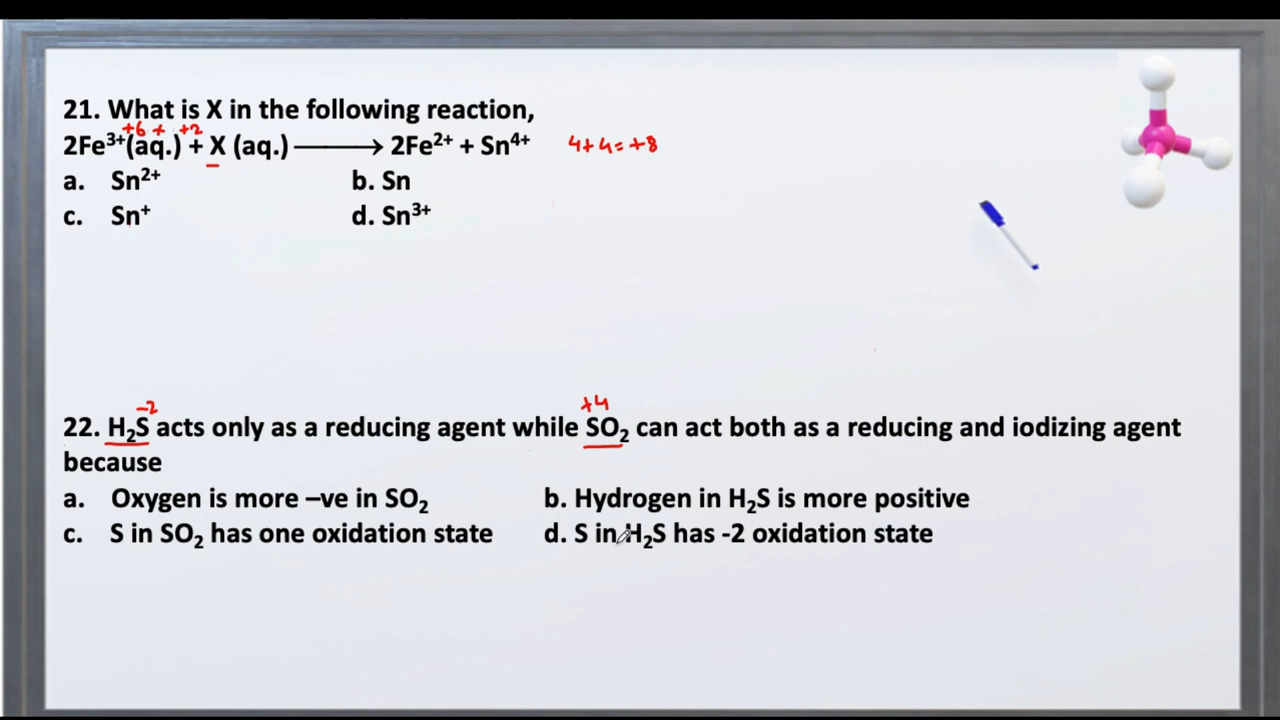 21. What is X in the following reaction,
+6 + +2
2Fe³⁺(aq.) + X (aq.) ⟶ 2Fe²⁺ + Sn⁴⁺ 4+4=+8
a. Sn²⁺ b. Sn
c. Sn⁺ d. Sn³⁺
-2 +4
22. H₂S acts only as a reducing agent while SO₂ can act both as a reducing and iodizing agent
because
a. Oxygen is more –ve in SO₂ b. Hydrogen in H₂S is more positive
c. S in SO₂ has one oxidation state d. S in H₂S has -2 oxidation state